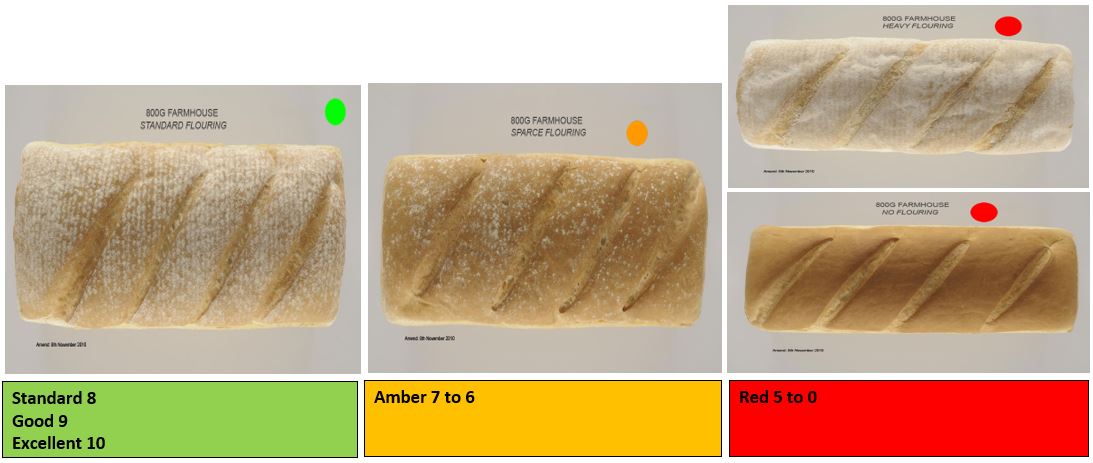 800G FARMHOUSE
STANDARD FLOURING
Amend: 8th November 2010
Standard 8
Good 9
Excellent 10
800G FARMHOUSE
SPARCE FLOURING
Amend: 8th November 2010
Amber 7 to 6
800G FARMHOUSE
HEAVY FLOURING
Amend: 8th November 2010
800G FARMHOUSE
NO FLOURING
Amend: 8th November 2010
Red 5 to 0